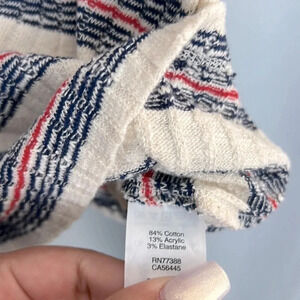 84% Cotton
13% Acrylic
3% Elastane
RN77388
CA56445